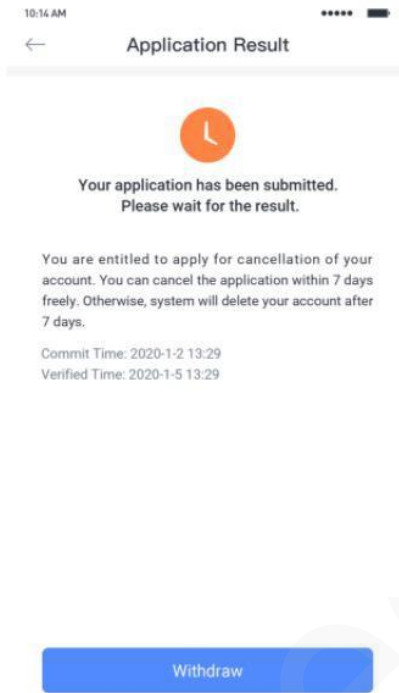 10:14 AM
Application Result
Your application has been submitted.
Please wait for the result.
You are entitled to apply for cancellation of your
account. You can cancel the application within 7 days
freely. Otherwise, system will delete your account after
7 days.
Commit Time: 2020-1-2 13:29
Verified Time: 2020-1-5 13:29
Withdraw